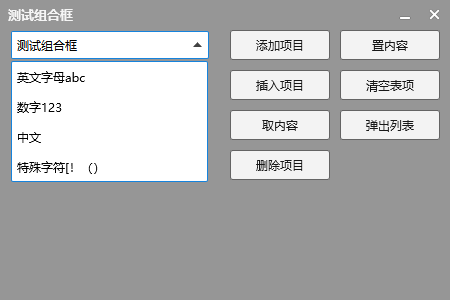 测试组合框
测试组合框
英文字母abc
数字123
中文
特殊字符[！（）
添加项目
置内容
插入项目
清空表项
取内容
弹出列表
删除项目